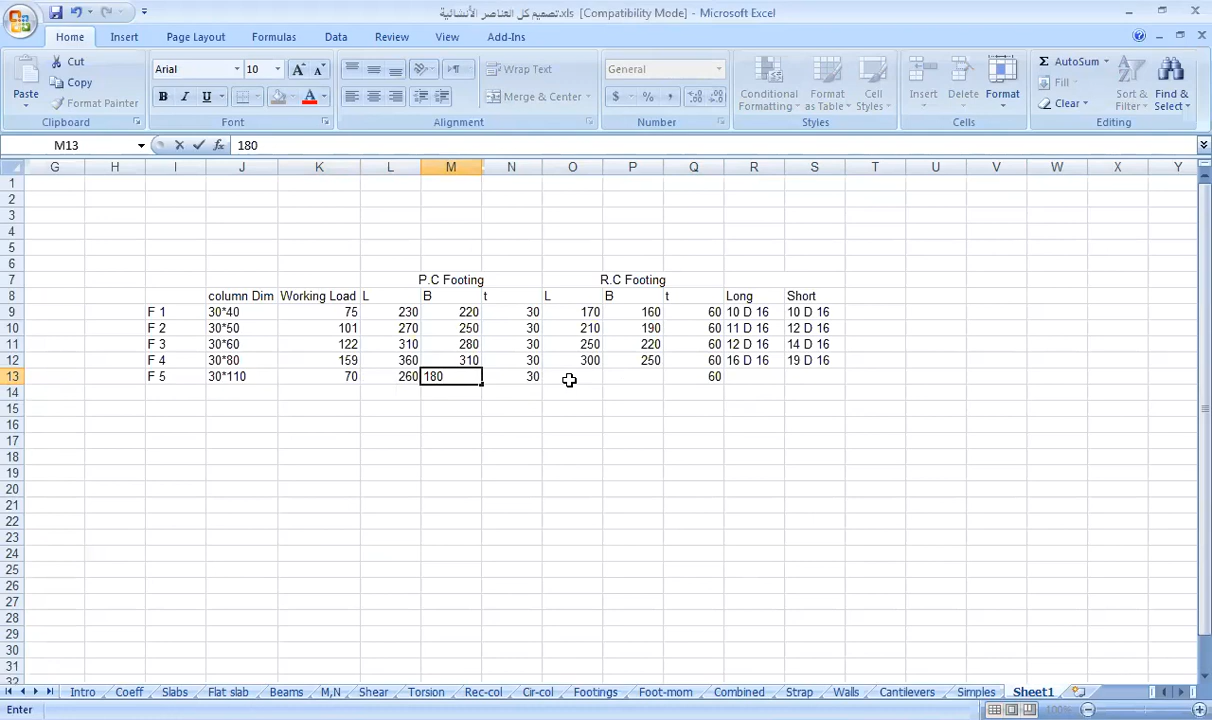 تصميم كل العناصر الأنشائية.xls [Compatibility Mode] - Microsoft Excel
Home Insert Page Layout Formulas Data Review View Add-Ins
Paste Cut Copy Format Painter Clipboard
Arial 10 A A B I U A Font
Wrap Text Merge & Center Alignment
General $ % , Number
Conditional Formatting Format as Table Cell Styles Styles
Insert Delete Format Cells
Σ AutoSum Fill Clear Sort & Filter Find & Select Editing
M13 fx 180
G H I J K L M N O P Q R S T U V W X Y
1
2
3
4
5
6
7 P.C Footing R.C Footing
8 column Dim Working Load L B t L B t Long Short
9 F 1 30*40 75 230 220 30 170 160 60 10 D 16 10 D 16
10 F 2 30*50 101 270 250 30 210 190 60 11 D 16 12 D 16
11 F 3 30*60 122 310 280 30 250 220 60 12 D 16 14 D 16
12 F 4 30*80 159 360 310 30 300 250 60 16 D 16 19 D 16
13 F 5 30*110 70 260 180 30 60
14
15
16
17
18
19
20
21
22
23
24
25
26
27
28
29
30
31
32
Intro Coeff Slabs Flat slab Beams M,N Shear Torsion Rec-col Cir-col Footings Foot-mom Combined Strap Walls Cantilevers Simples Sheet1
Enter 100%